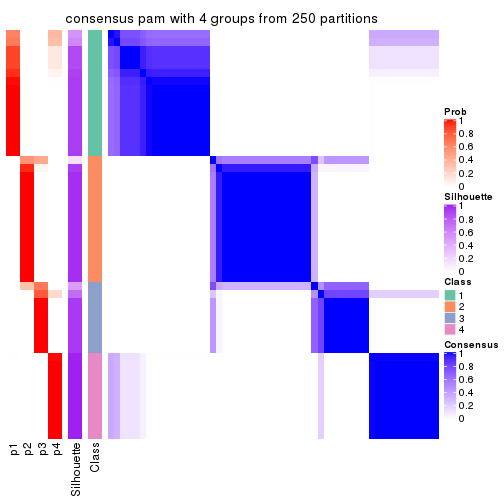 consensus pam with 4 groups from 250 partitions
Prob
1
0.8
0.6
0.4
0.2
0
Silhouette
1
0.8
0.6
0.4
0.2
0
Class
1
2
3
4
Consensus
1
0.8
0.6
0.4
0.2
0
p1
p2
p3
p4
Silhouette
Class